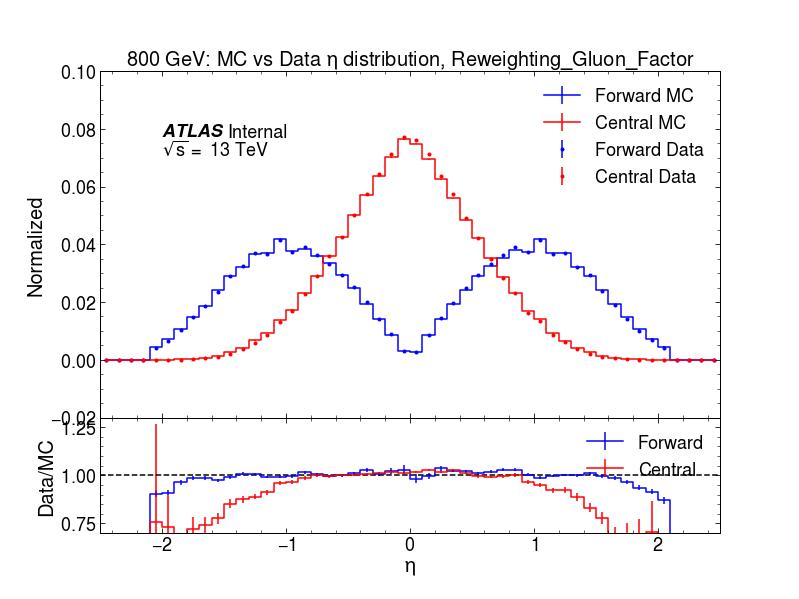 800 GeV: MC vs Data η distribution, Reweighting_Gluon_Factor
0.10
0.08
0.06
0.04
0.02
0.00
−0.02
Normalized
ATLAS Internal
√s = 13 TeV
Forward MC
Central MC
Forward Data
Central Data
1.25
1.00
0.75
Data/MC
Forward
Central
−2
−1
0
1
2
η